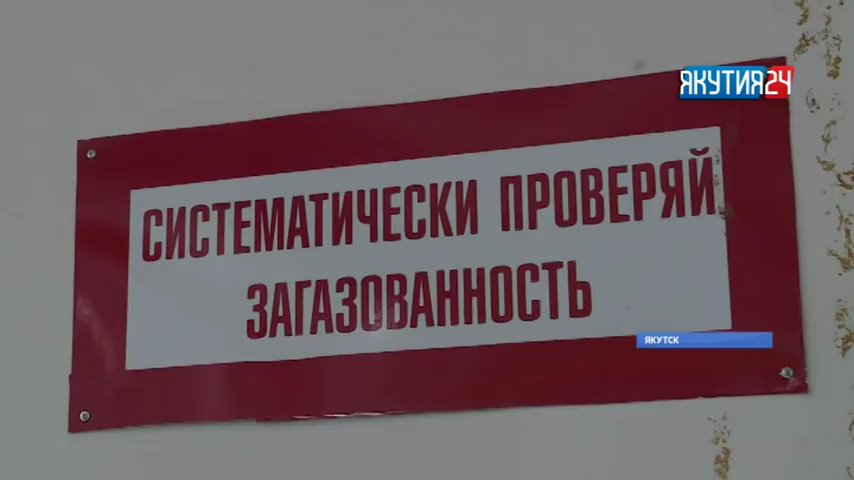 ЯКУТИЯ24
СИСТЕМАТИЧЕСКИ ПРОВЕРЯЙ
ЗАГАЗОВАННОСТЬ
ЯКУТСК